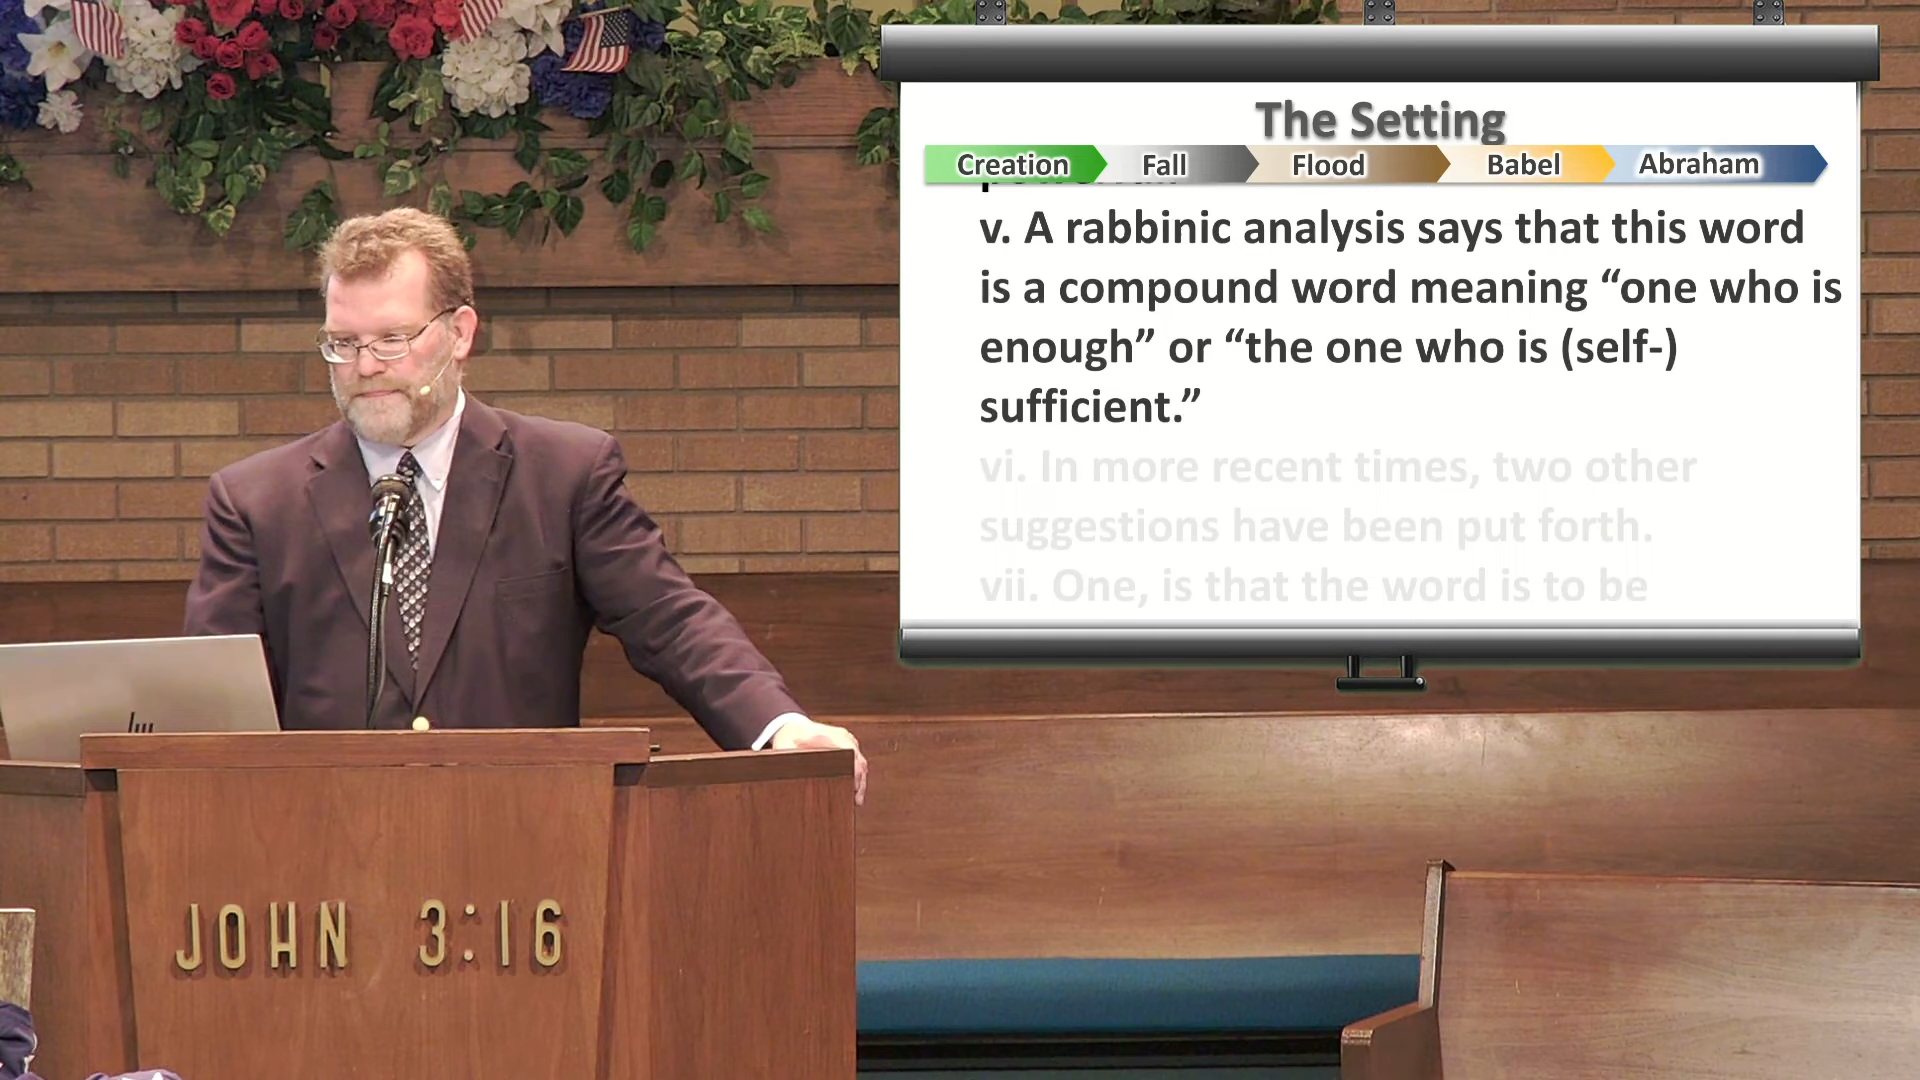 The Setting
Creation Fall Flood Babel Abraham
v. A rabbinic analysis says that this word
is a compound word meaning “one who is
enough” or “the one who is (self-)
sufficient.”
vi. In more recent times, two other
suggestions have been put forth.
vii. One, is that the word is to be
hp
JOHN 3:16